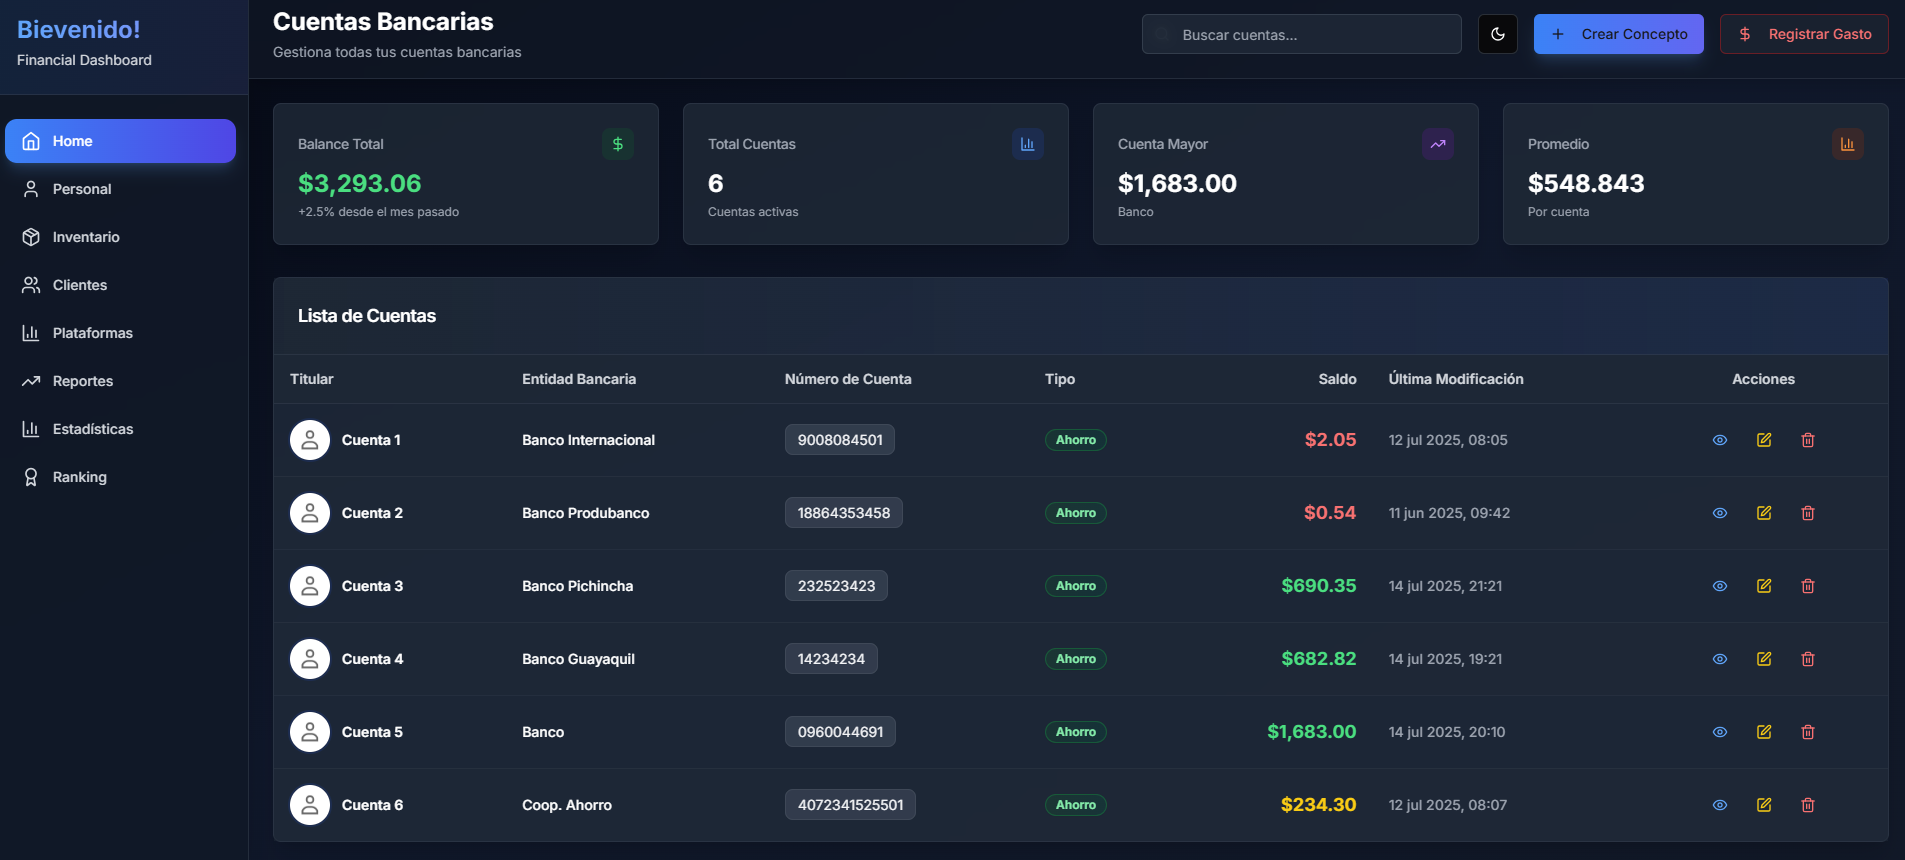 Bievenido!
Financial Dashboard
Home
Personal
Inventario
Clientes
Plataformas
Reportes
Estadísticas
Ranking
Cuentas Bancarias
Gestiona todas tus cuentas bancarias
Buscar cuentas...
Crear Concepto
Registrar Gasto
Balance Total
$3,293.06
+2.5% desde el mes pasado
Total Cuentas
6
Cuentas activas
Cuenta Mayor
$1,683.00
Banco
Promedio
$548.843
Por cuenta
Lista de Cuentas
Titular Entidad Bancaria Número de Cuenta Tipo Saldo Última Modificación Acciones
Cuenta 1 Banco Internacional 9008084501 Ahorro $2.05 12 jul 2025, 08:05
Cuenta 2 Banco Produbanco 18864353458 Ahorro $0.54 11 jun 2025, 09:42
Cuenta 3 Banco Pichincha 232523423 Ahorro $690.35 14 jul 2025, 21:21
Cuenta 4 Banco Guayaquil 14234234 Ahorro $682.82 14 jul 2025, 19:21
Cuenta 5 Banco 0960044691 Ahorro $1,683.00 14 jul 2025, 20:10
Cuenta 6 Coop. Ahorro 4072341525501 Ahorro $234.30 12 jul 2025, 08:07